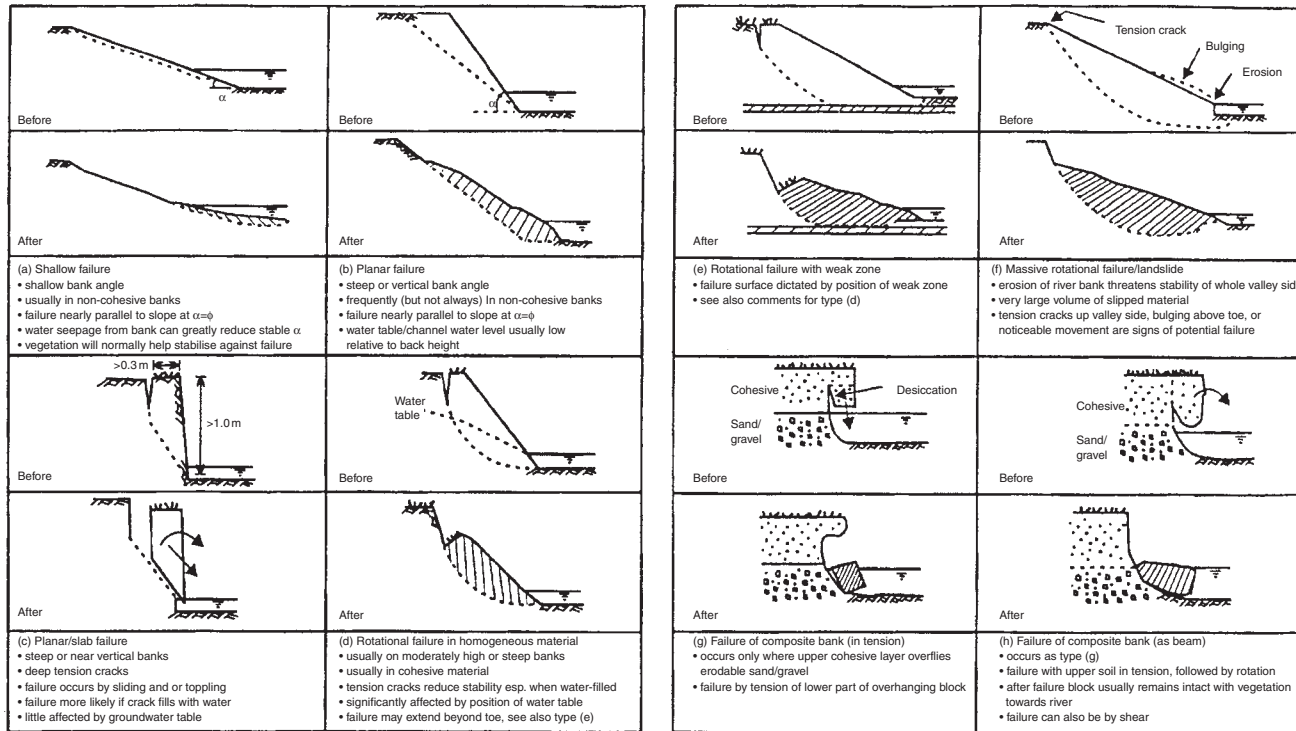 α
Before
α
Before
After
After
(a) Shallow failure
• shallow bank angle
• usually in non-cohesive banks
• failure nearly parallel to slope at α=ϕ
• water seepage from bank can greatly reduce stable α
• vegetation will normally help stabilise against failure
(b) Planar failure
• steep or vertical bank angle
• frequently (but not always) In non-cohesive banks
• failure nearly parallel to slope at α=ϕ
• water table/channel water level usually low
relative to back height
>0.3 m
>1.0 m
Before
Water
table
Before
After
After
(c) Planar/slab failure
• steep or near vertical banks
• deep tension cracks
• failure occurs by sliding and or toppling
• failure more likely if crack fills with water
• little affected by groundwater table
(d) Rotational failure in homogeneous material
• usually on moderately high or steep banks
• usually in cohesive material
• tension cracks reduce stability esp. when water-filled
• significantly affected by position of water table
• failure may extend beyond toe, see also type (e)
Before
Tension crack
Bulging
Erosion
Before
After
After
(e) Rotational failure with weak zone
• failure surface dictated by position of weak zone
• see also comments for type (d)
(f) Massive rotational failure/landslide
• erosion of river bank threatens stability of whole valley sid
• very large volume of slipped material
• tension cracks up valley side, bulging above toe, or
noticeable movement are signs of potential failure
Cohesive
Desiccation
Sand/
gravel
Before
Cohesive
Sand/
gravel
Before
After
After
(g) Failure of composite bank (in tension)
• occurs only where upper cohesive layer overflies
erodable sand/gravel
• failure by tension of lower part of overhanging block
(h) Failure of composite bank (as beam)
• occurs as type (g)
• failure with upper soil in tension, followed by rotation
• after failure block usually remains intact with vegetation
towards river
• failure can also be by shear